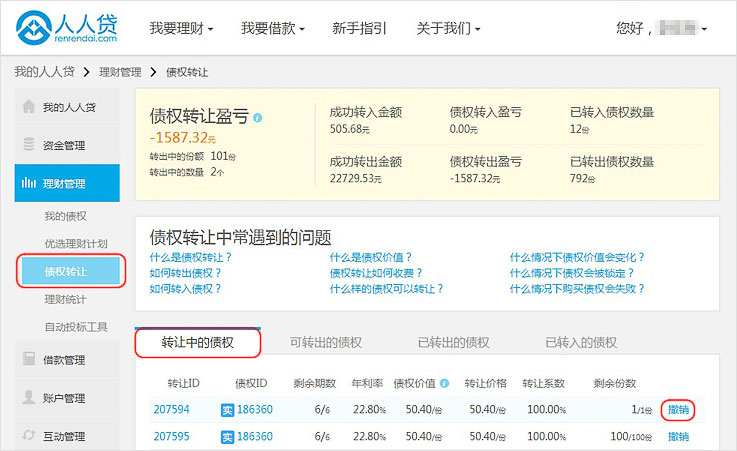 人人贷
renrendai.com
我要理财 我要借款 新手指引 关于我们 您好，
我的人人贷 理财管理 债权转让
我的人人贷
资金管理
理财管理
我的债权
优选理财计划
债权转让
理财统计
自动投标工具
借款管理
账户管理
互动管理
债权转让盈亏
-1587.32元
转出中的份额 101份
转出中的数量 2个
成功转入金额 债权转入盈亏 已转入债权数量
505.68元 0.00元 12份
成功转出金额 债权转出盈亏 已转出债权数量
22729.53元 -1587.32元 792份
债权转让中常遇到的问题
什么是债权转让？ 什么是债权价值？ 什么情况下债权价值会变化？
如何转出债权？ 债权转让如何收费？ 什么情况下债权会被锁定？
如何转入债权？ 什么样的债权可以转让？ 什么情况下购买债权会失败？
转让中的债权 可转出的债权 已转出的债权 已转入的债权
转让ID 债权ID 剩余期数 年利率 债权价值 转让价格 转让系数 剩余份数
207594 实 186360 6/6 22.80% 50.40/份 50.40/份 100.00% 1/1份 撤销
207595 实 186360 6/6 22.80% 50.40/份 50.40/份 100.00% 100/100份 撤销